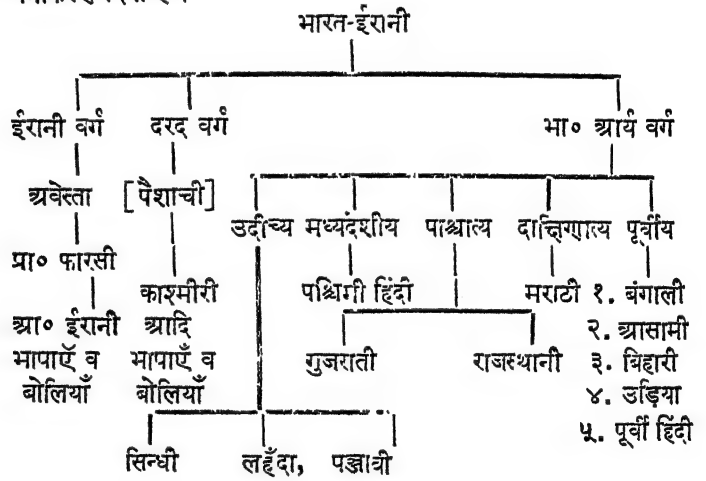 भारत-ईरानी
ईरानी वर्ग दरद वर्ग भा० आर्य वर्ग
अवेस्ता [पैशाची]
उदीच्य मध्यदेशीय पाश्चात्य दाक्षिणात्य पूर्वीय
प्रा० फारसी
काश्मीरी पश्चिमी हिंदी मराठी १. बंगाली
आ० ईरानी आदि २. आसामी
भाषाएँ व भाषाएँ व गुजराती राजस्थानी ३. बिहारी
बोलियाँ बोलियाँ ४. उड़िया
५. पूर्वी हिंदी
सिन्धी लहँदा, पञ्जाबी